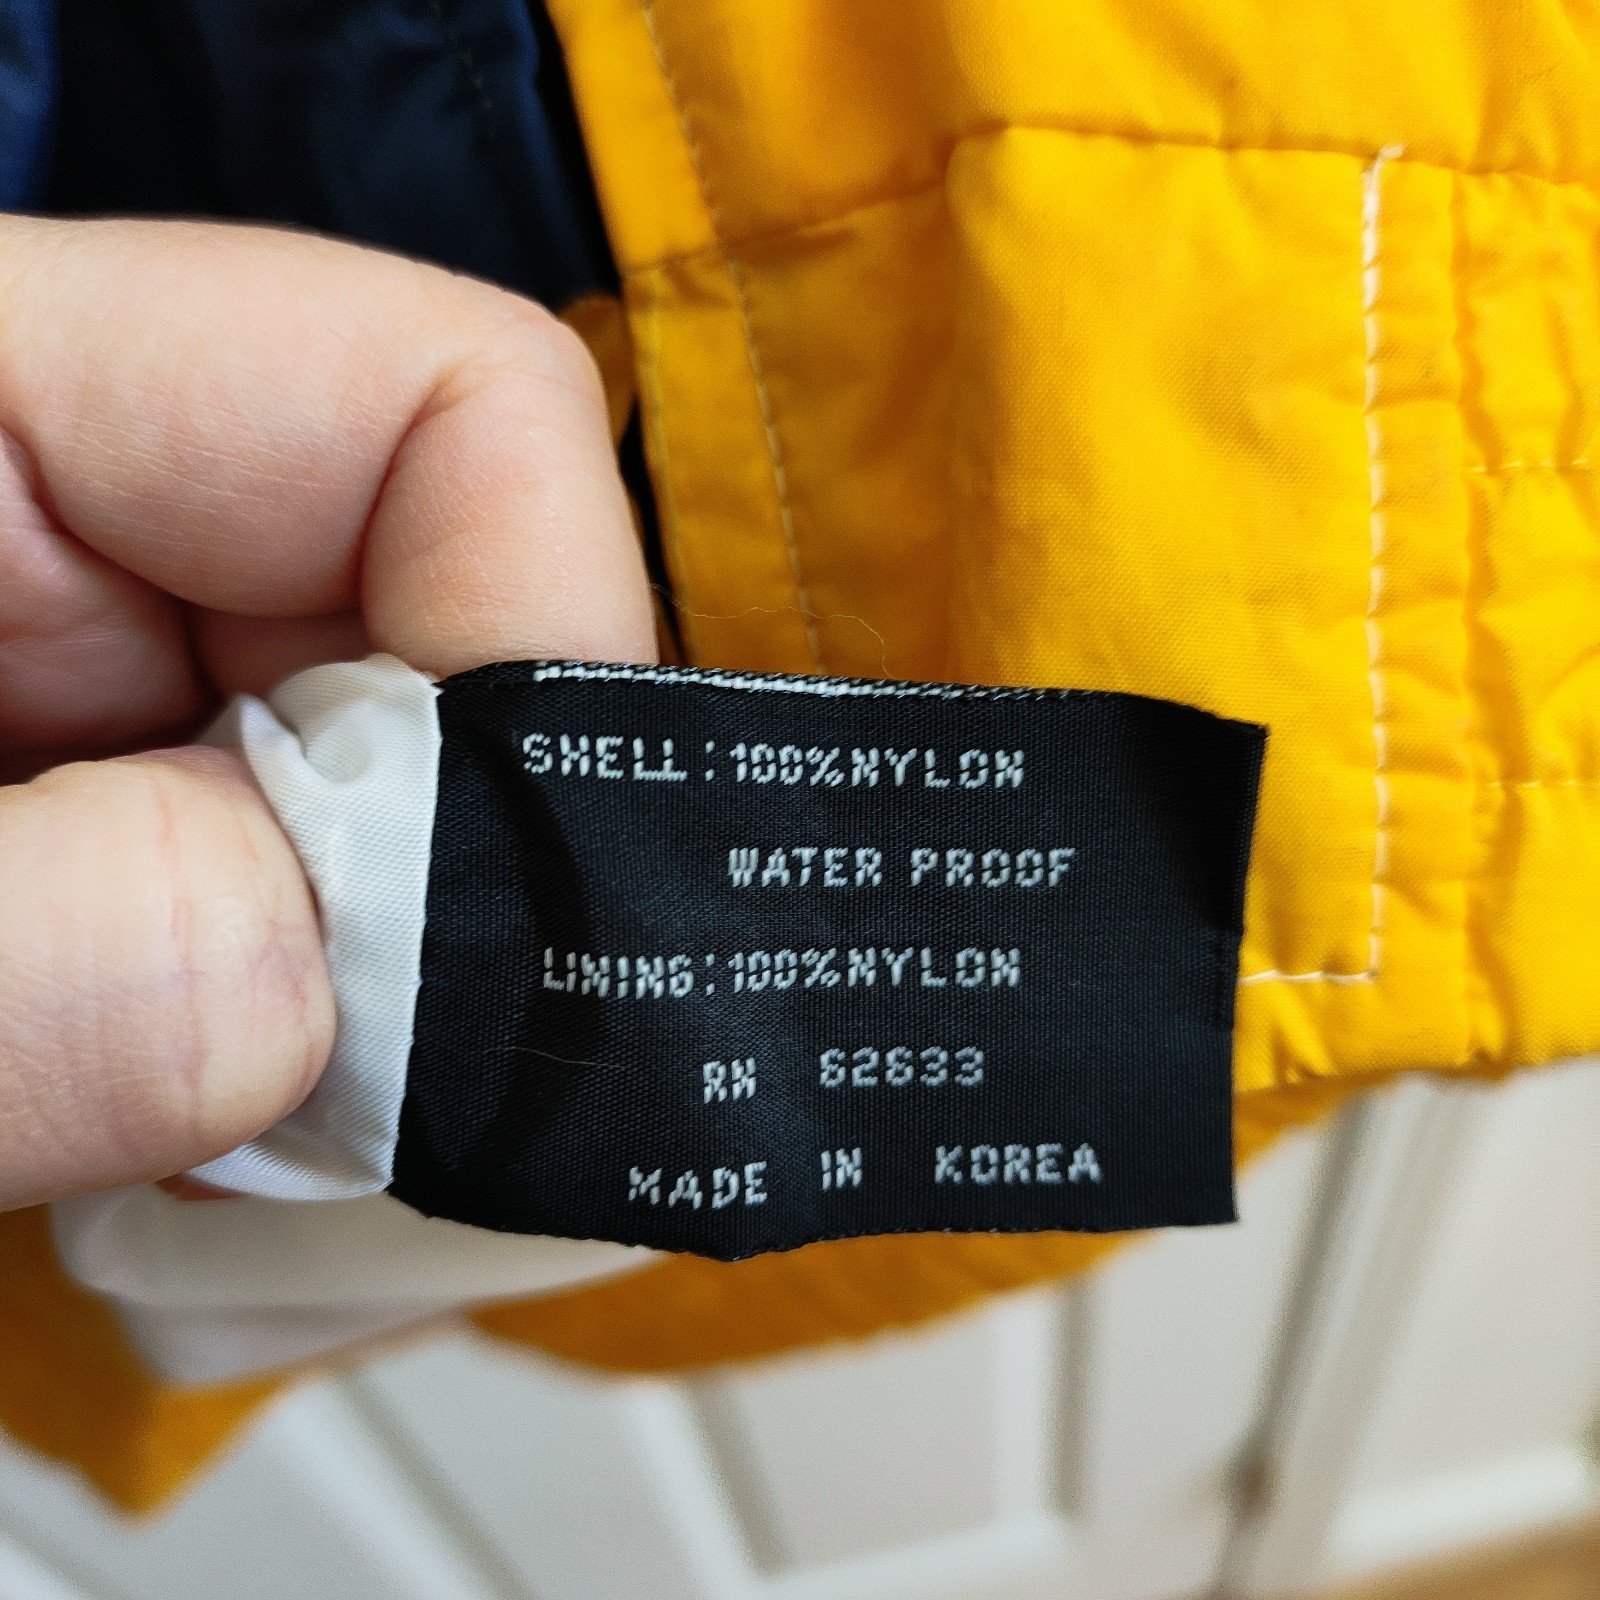 SHELL:100%NYLON
WATER PROOF
LINING:100%NYLON
RN 62633
MADE IN KOREA